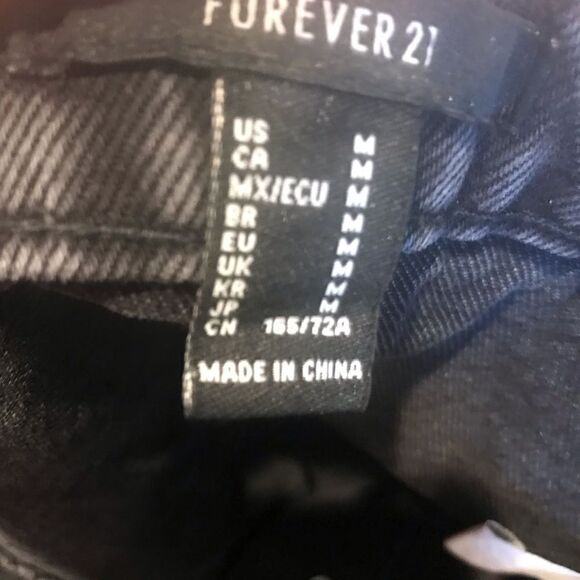 FOREVER 21
US M
CA M
MX/ECU M
BR M
EU M
UK M
KR M
JP M
CN 165/72A
MADE IN CHINA